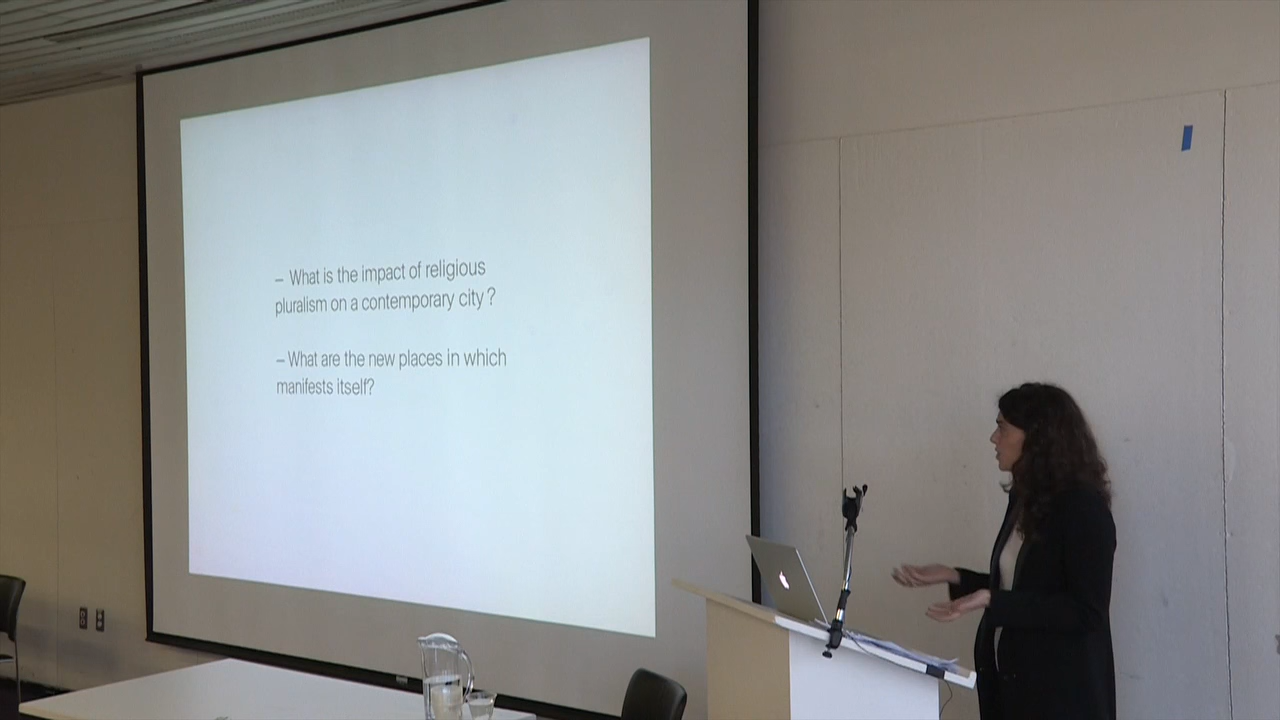 – What is the impact of religious
pluralism on a contemporary city ?
– What are the new places in which
manifests itself?